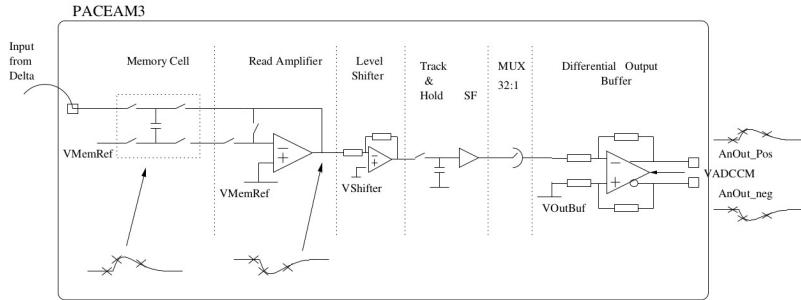 PACEAM3
Input
from
Delta
Memory Cell
Read Amplifier
Level
Shifter
Track
&
Hold
SF
MUX
32:1
Differential Output
Buffer
VMemRef
VMemRef
VShifter
VOutBuf
AnOut_Pos
VADCCM
AnOut_neg